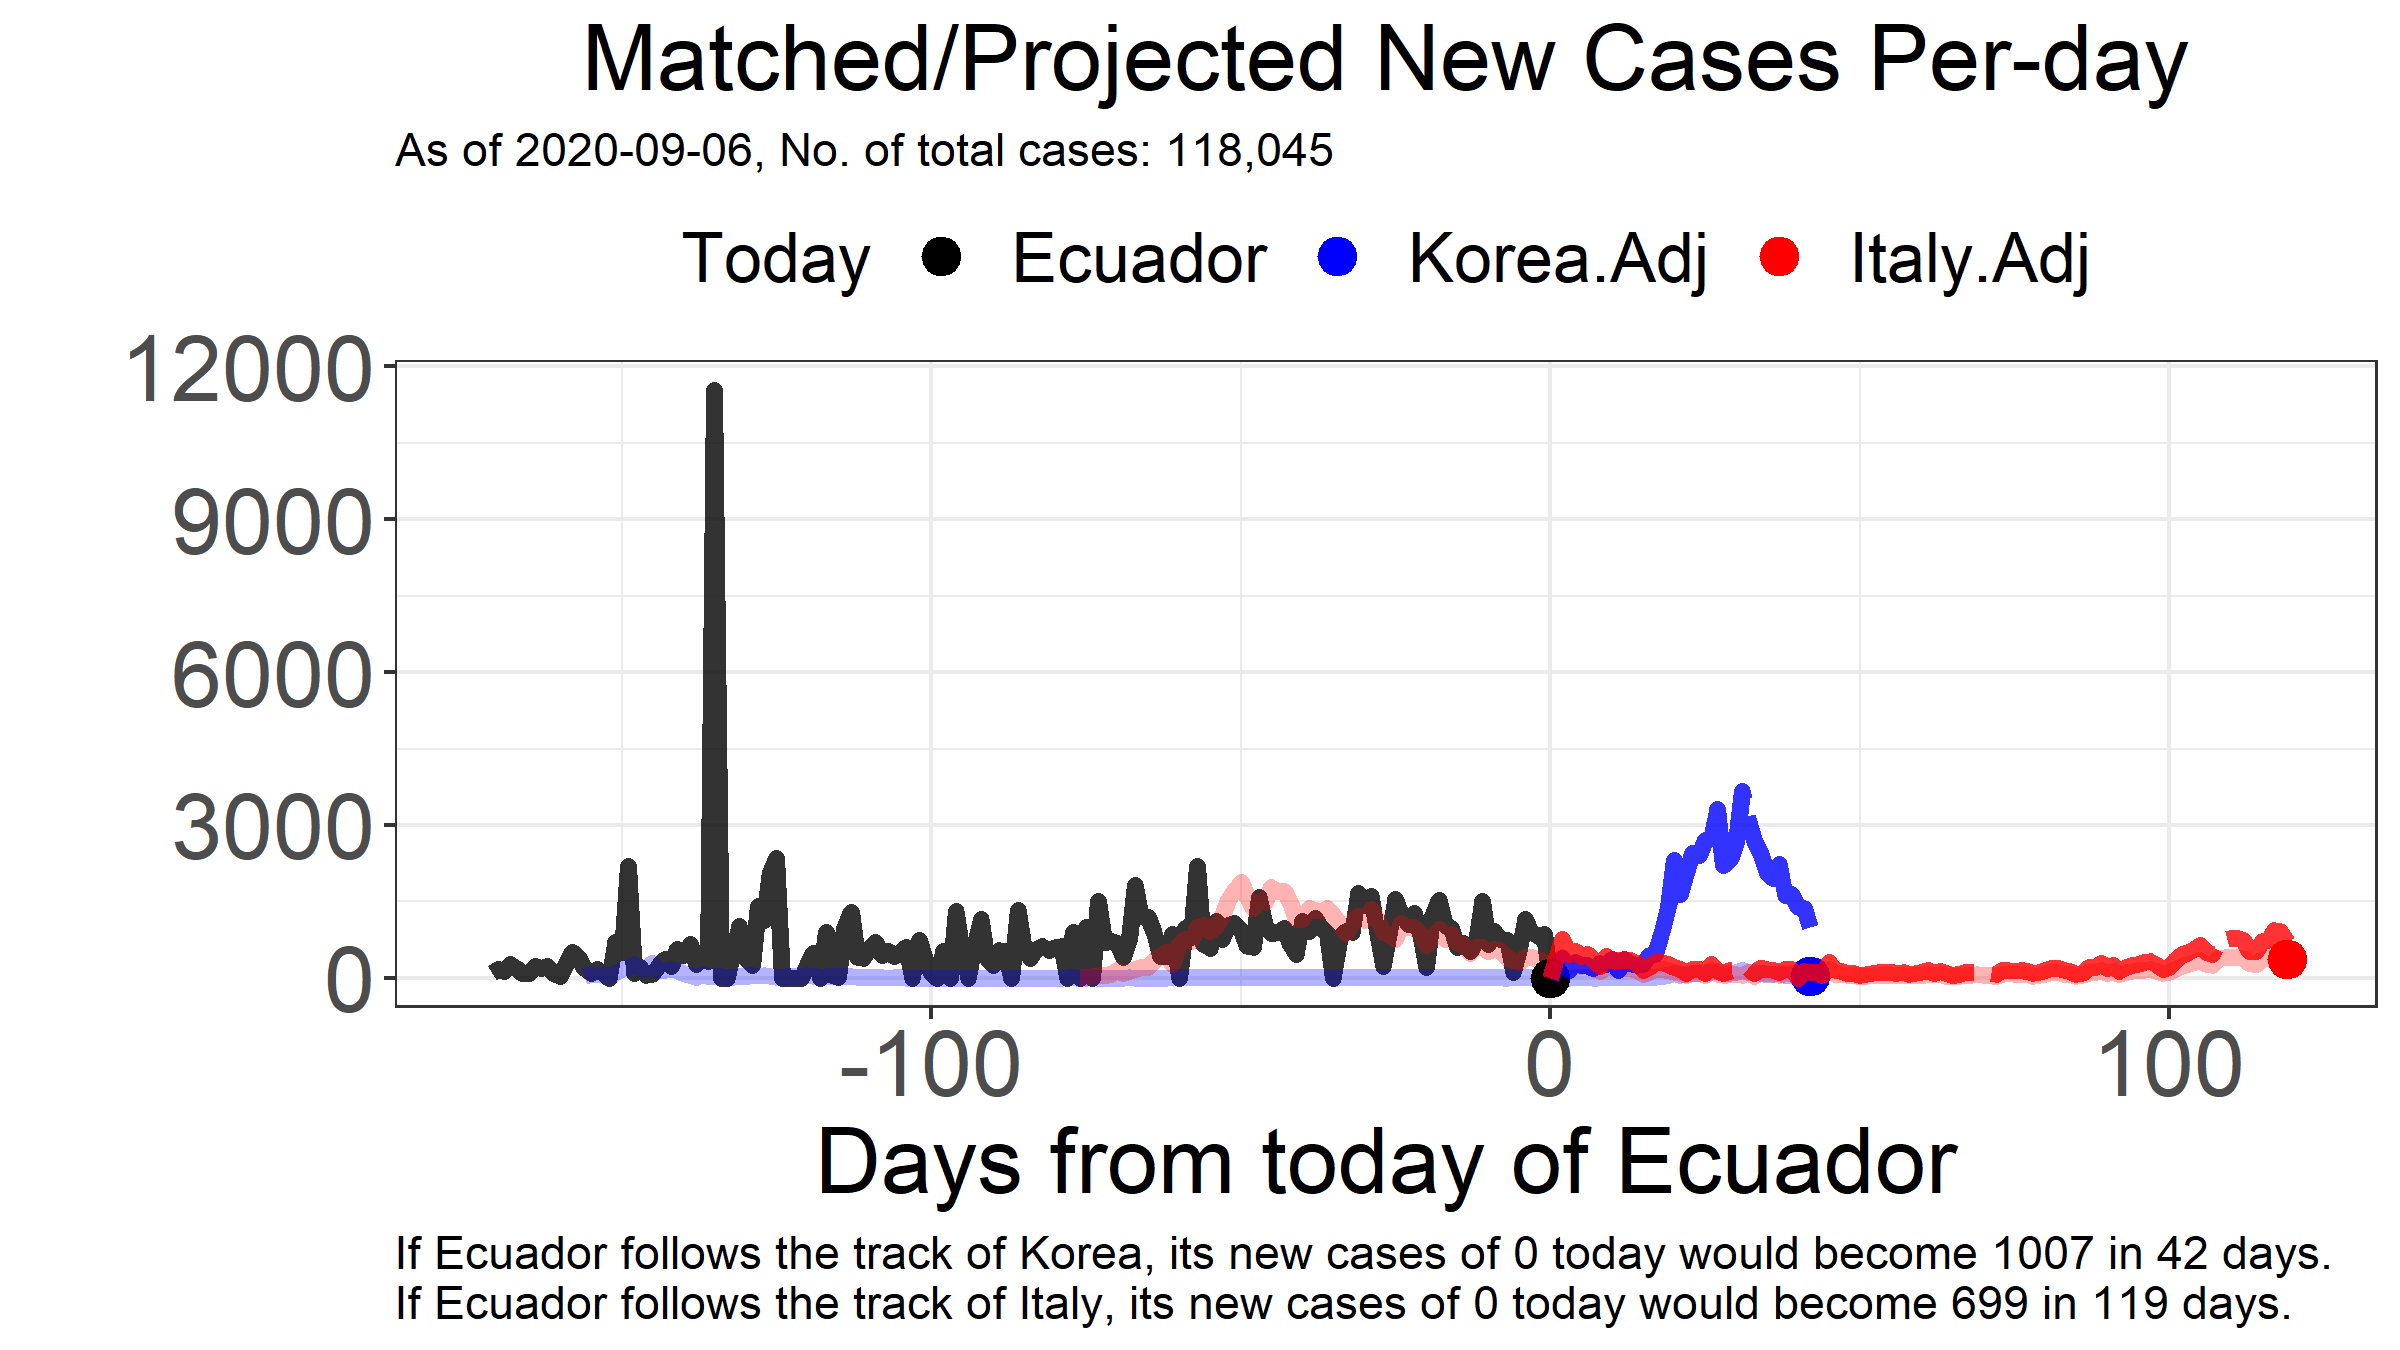 Matched/Projected New Cases Per-day
As of 2020-09-06, No. of total cases: 118,045
Today Ecuador Korea.Adj Italy.Adj
12000
9000
6000
3000
0
-100 0 100
Days from today of Ecuador
If Ecuador follows the track of Korea, its new cases of 0 today would become 1007 in 42 days.
If Ecuador follows the track of Italy, its new cases of 0 today would become 699 in 119 days.